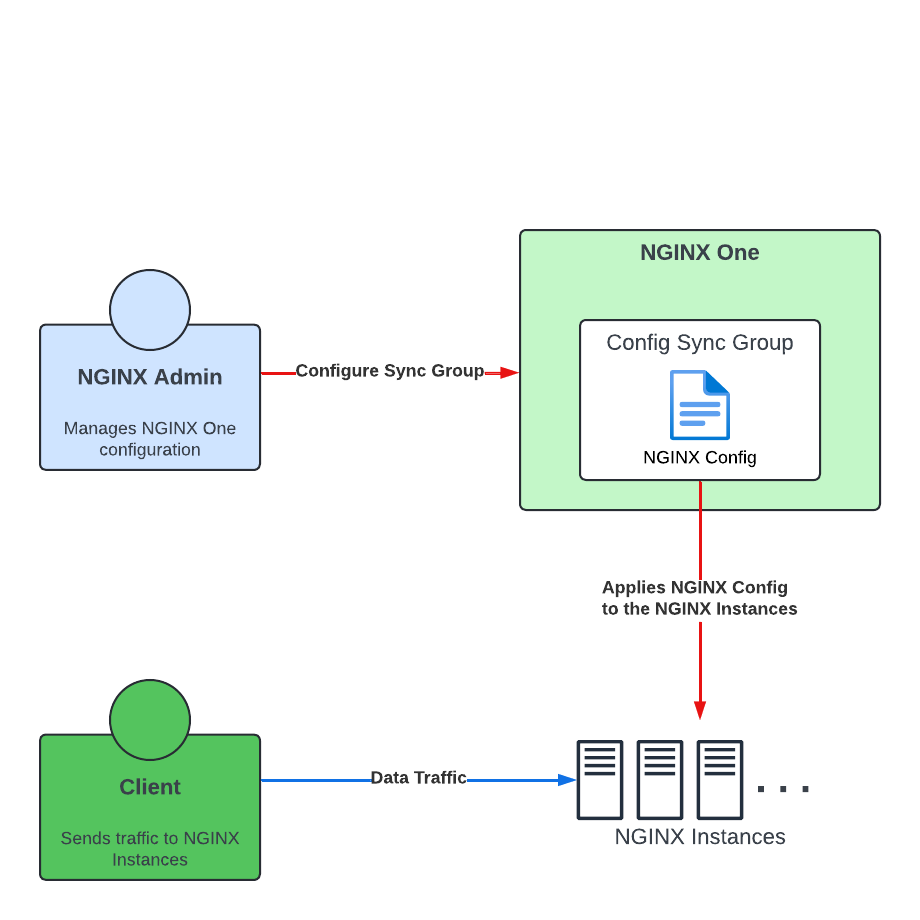 NGINX One
Config Sync Group
NGINX Config
NGINX Admin
Manages NGINX One
configuration
Configure Sync Group
Applies NGINX Config
to the NGINX Instances
Client
Sends traffic to NGINX
Instances
Data Traffic
. . .
NGINX Instances